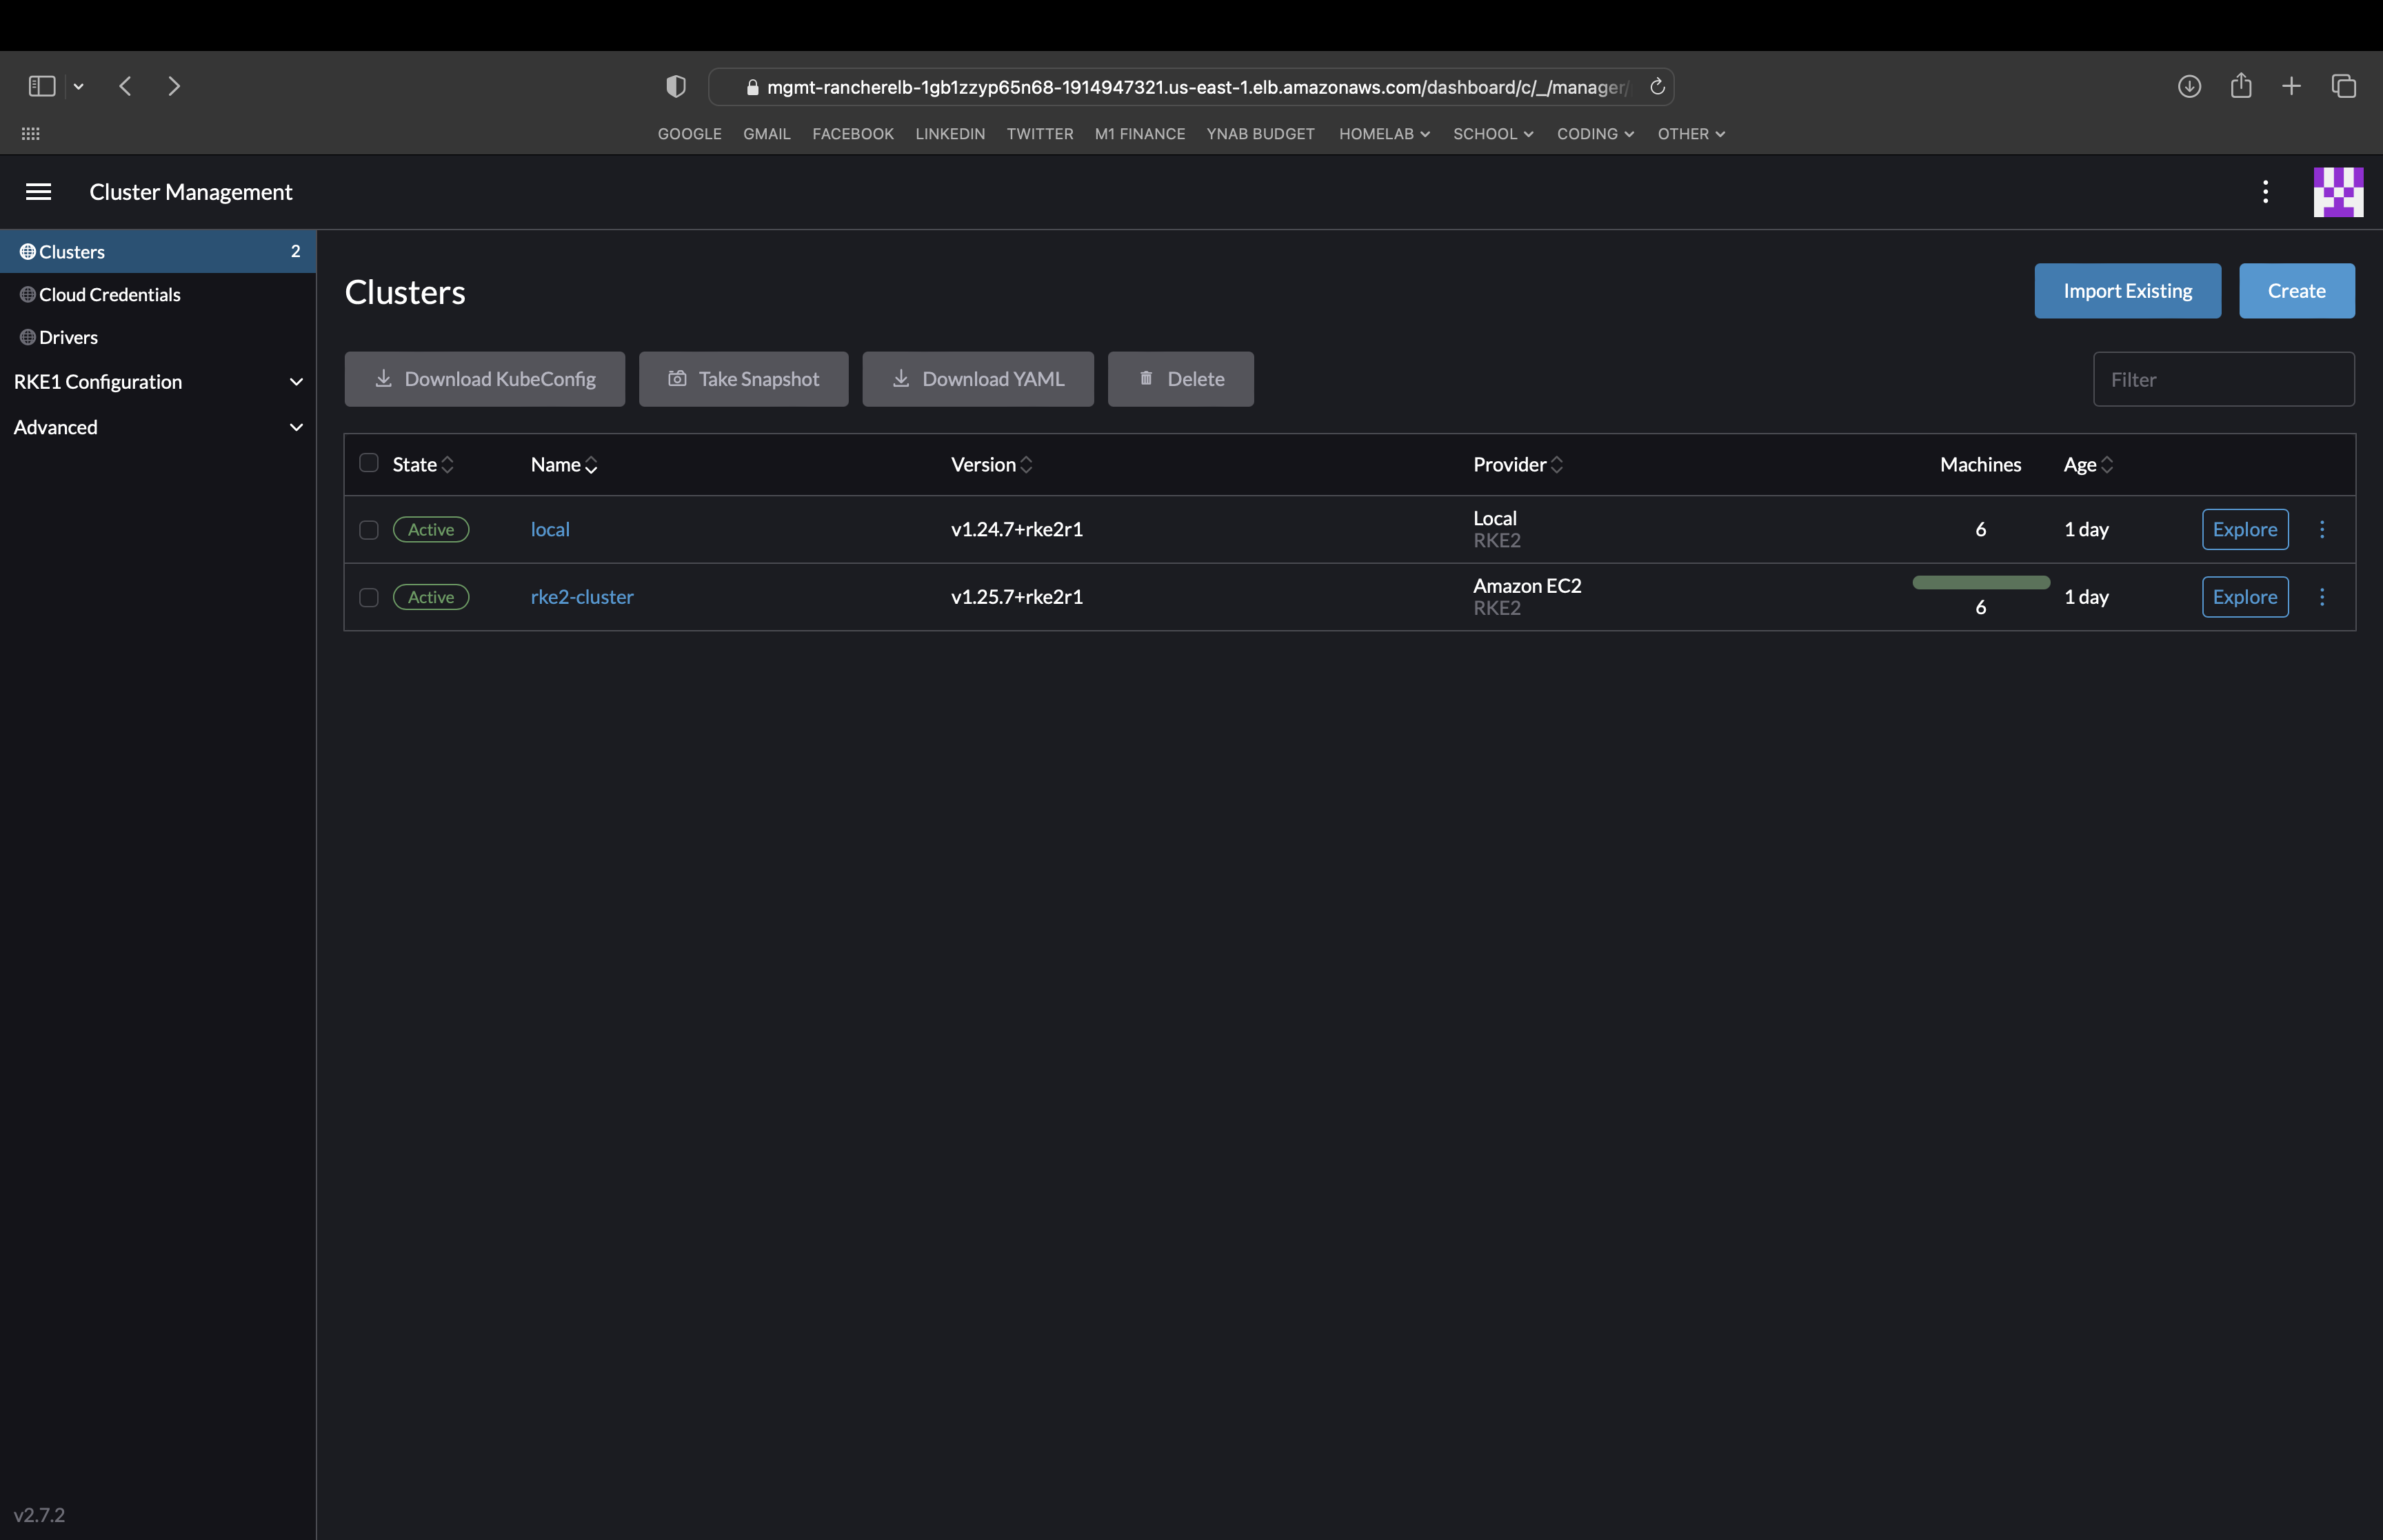 mgmt-rancherelb-1gb1zzyp65n68-1914947321.us-east-1.elb.amazonaws.com/dashboard/c/_/manager/
GOOGLE GMAIL FACEBOOK LINKEDIN TWITTER M1 FINANCE YNAB BUDGET HOMELAB SCHOOL CODING OTHER
Cluster Management
Clusters 2
Cloud Credentials
Drivers
RKE1 Configuration
Advanced
v2.7.2
Clusters
Import Existing Create
Download KubeConfig Take Snapshot Download YAML Delete Filter
State Name Version Provider Machines Age
Active local v1.24.7+rke2r1 Local 6 1 day Explore
RKE2
Active rke2-cluster v1.25.7+rke2r1 Amazon EC2 6 1 day Explore
RKE2